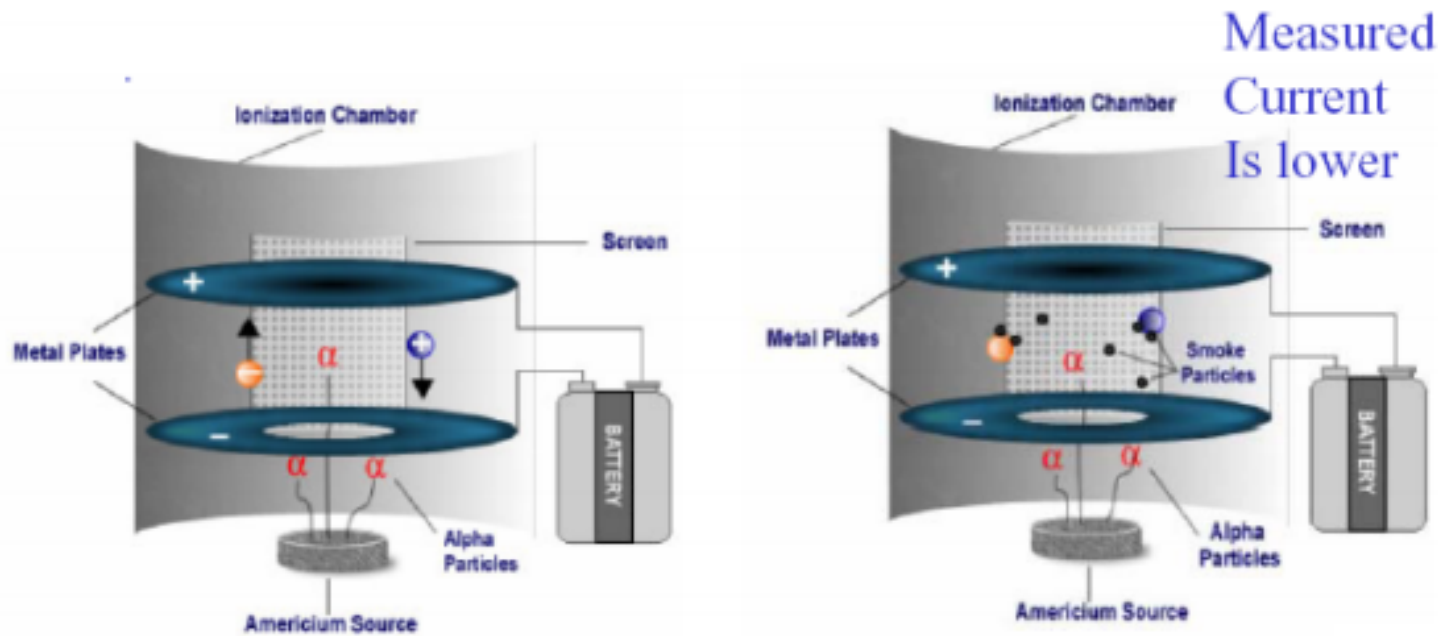 Measured
Current
Is lower
Ionization Chamber
Screen
+
Metal Plates
α
−
+
−
BATTERY
α α
Alpha
Particles
Americium Source
Ionization Chamber
Screen
+
Metal Plates
Smoke
Particles
α
−
BATTERY
α α
Alpha
Particles
Americium Source